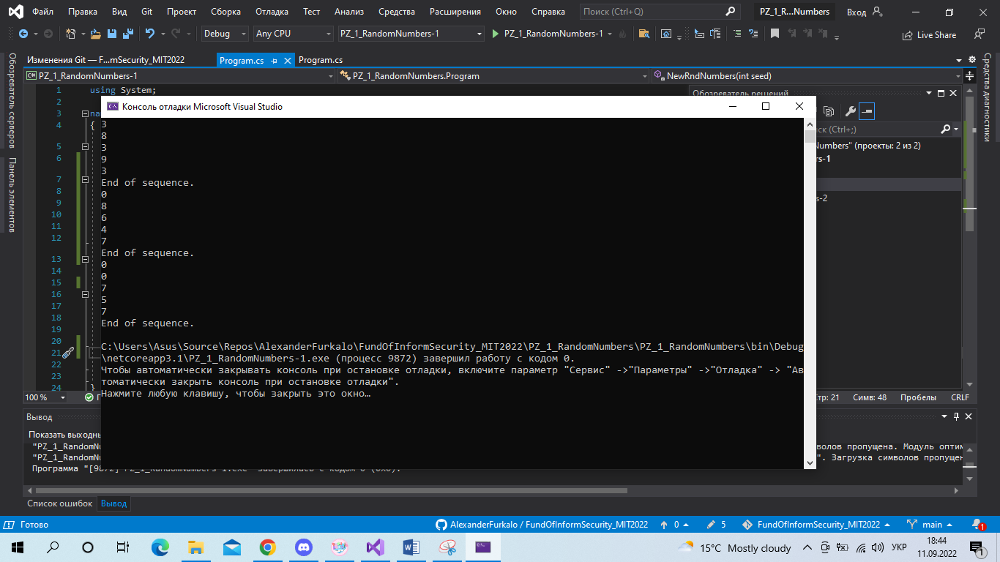 Файл Правка Вид Git Проект Сборка Отладка Тест Анализ Средства Расширения Окно Справка Поиск (Ctrl+Q) PZ_1_R...Numbers Вход
Debug Any CPU PZ_1_RandomNumbers-1 PZ_1_RandomNumbers-1 Live Share
Изменения Git — F...mSecurity_MIT2022 Program.cs Program.cs
C# PZ_1_RandomNumbers-1 PZ_1_RandomNumbers.Program NewRndNumbers(int seed)
Обозреватель серверов
Панель элементов
Средства диагностики
1 using System;
2
3 na
4 {
5
6
7
8
9
10
11
12
13
14
15
16
17
18
19
20
21
22
23
24 }
Обозреватель решений
ск (Ctrl+;)
Numbers" (проекты: 2 из 2)
rs-1
s-2
Консоль отладки Microsoft Visual Studio
3
8
3
9
3
End of sequence.
0
8
6
4
7
End of sequence.
0
0
7
5
7
End of sequence.
C:\Users\Asus\Source\Repos\AlexanderFurkalo\FundOfInformSecurity_MIT2022\PZ_1_RandomNumbers\PZ_1_RandomNumbers\bin\Debug
\netcoreapp3.1\PZ_1_RandomNumbers-1.exe (процесс 9872) завершил работу с кодом 0.
Чтобы автоматически закрывать консоль при остановке отладки, включите параметр "Сервис" ->"Параметры" ->"Отладка" -> "Ав
томатически закрыть консоль при остановке отладки".
Нажмите любую клавишу, чтобы закрыть это окно…
100 % стр: 21 Симв: 48 Пробелы CRLF
Вывод
Показать выходны
"PZ_1_RandomNu волов пропущена. Модуль оптим
"PZ_1_RandomNu ". Загрузка символов пропущен
Программа "[9872] PZ_1_RandomNumbers-1.exe" завершилась с кодом 0 (0x0).
Список ошибок Вывод
Готово AlexanderFurkalo / FundOfInformSecurity_MIT2022 0 5 FundOfInformSecurity_MIT2022 main 1
15°C Mostly cloudy УКР 18:44
11.09.2022 1